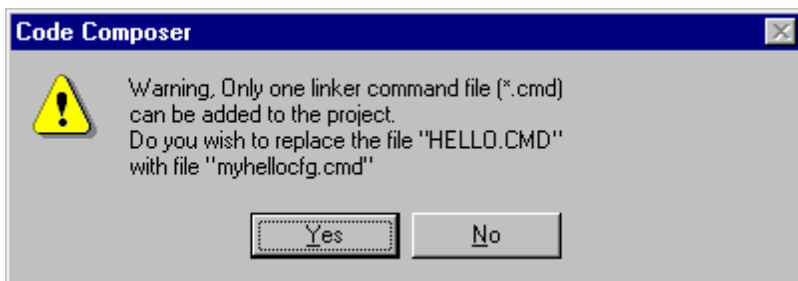 Code Composer
Warning, Only one linker command file (*.cmd)
can be added to the project.
Do you wish to replace the file "HELLO.CMD"
with file "myhellocfg.cmd"
Yes
No